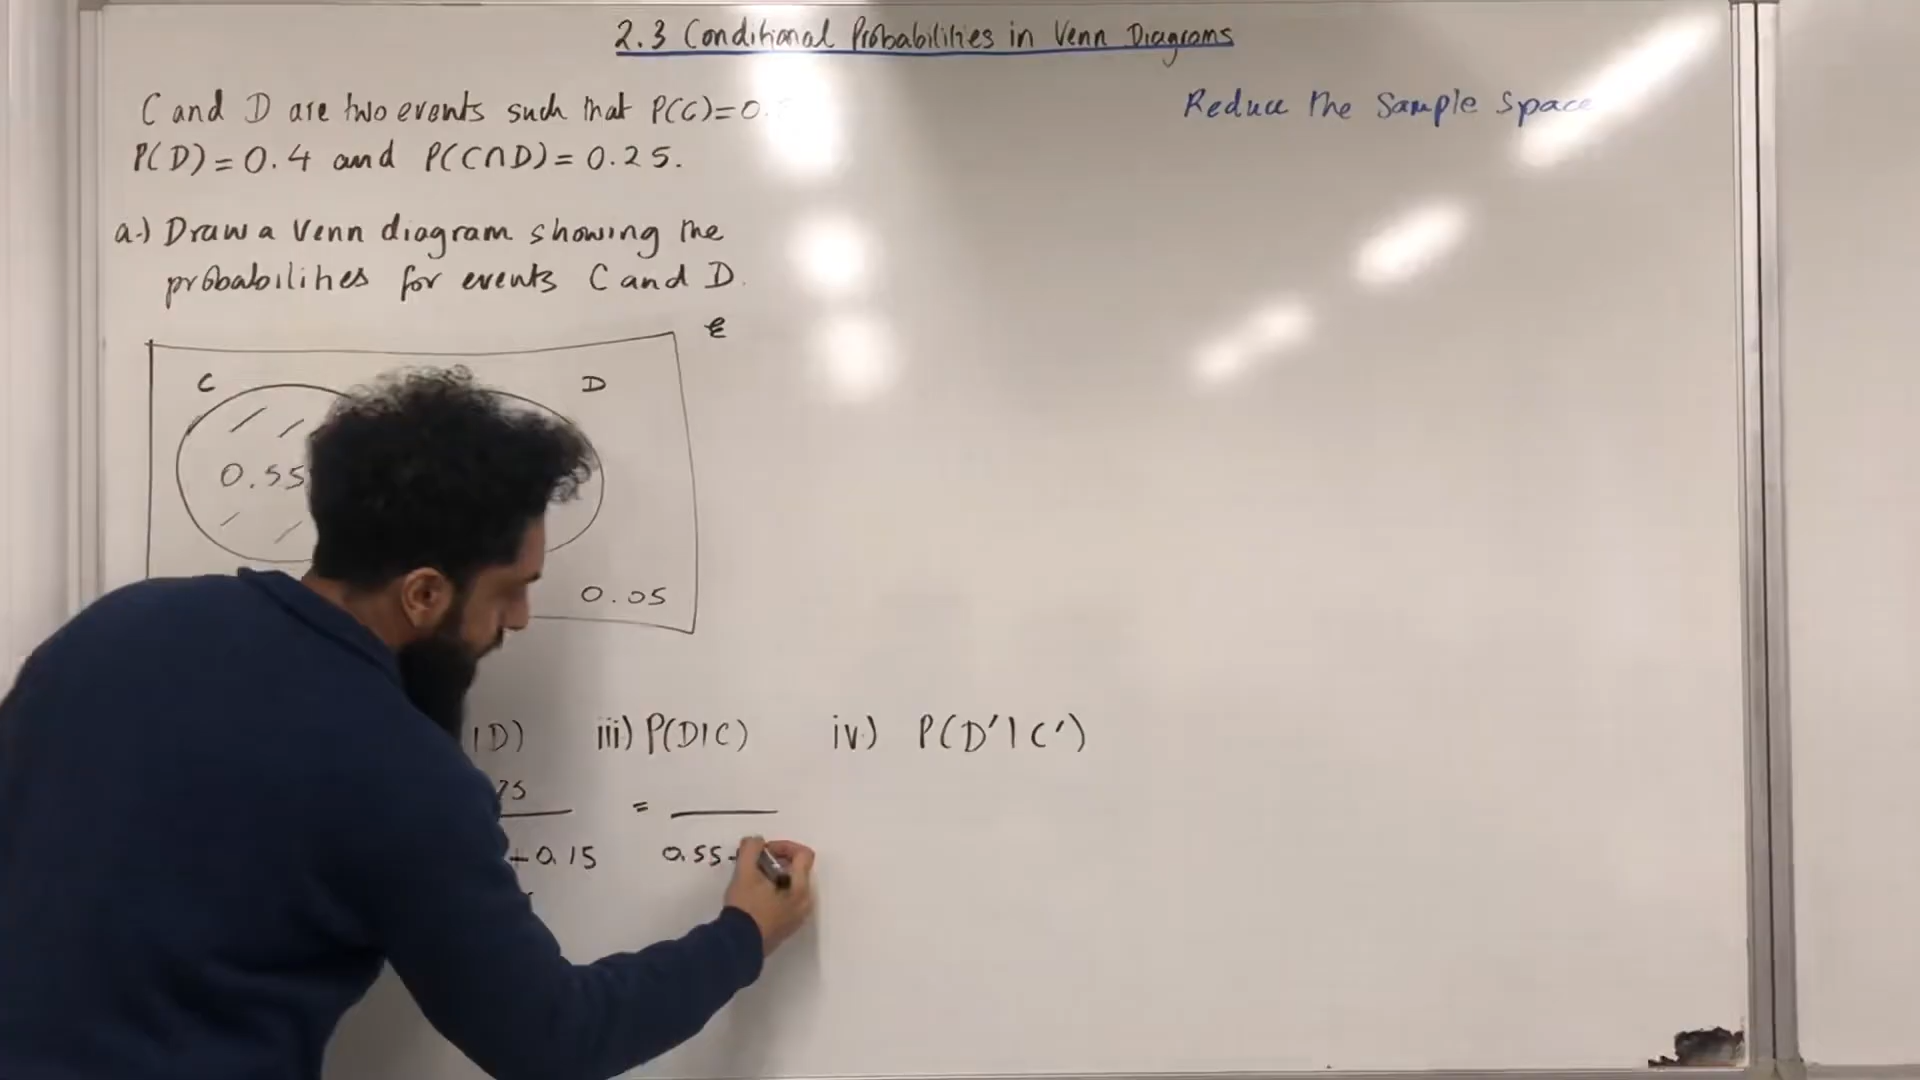 2.3 Conditional Probabilities in Venn Diagrams
C and D are two events such that P(C)=0.
Reduce the Sample Space
P(D)=0.4 and P(C∩D)=0.25.
a.) Draw a Venn diagram showing the
probabilities for events C and D.
ℰ
C D
0.55
0.05
|D) iii) P(D|C) iv) P(D'|C')
=
+0.15 0.55